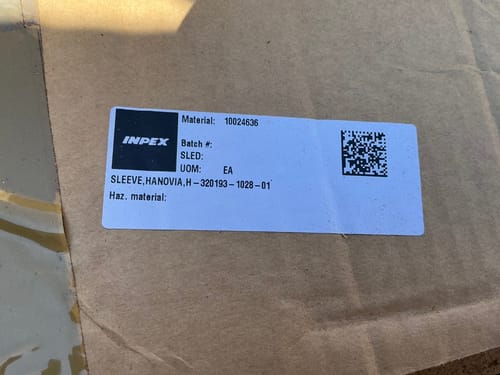 INPEX
Material: 10024636
Batch #:
SLED:
UOM: EA
SLEEVE,HANOVIA,H-320193-1028-01
Haz. material: